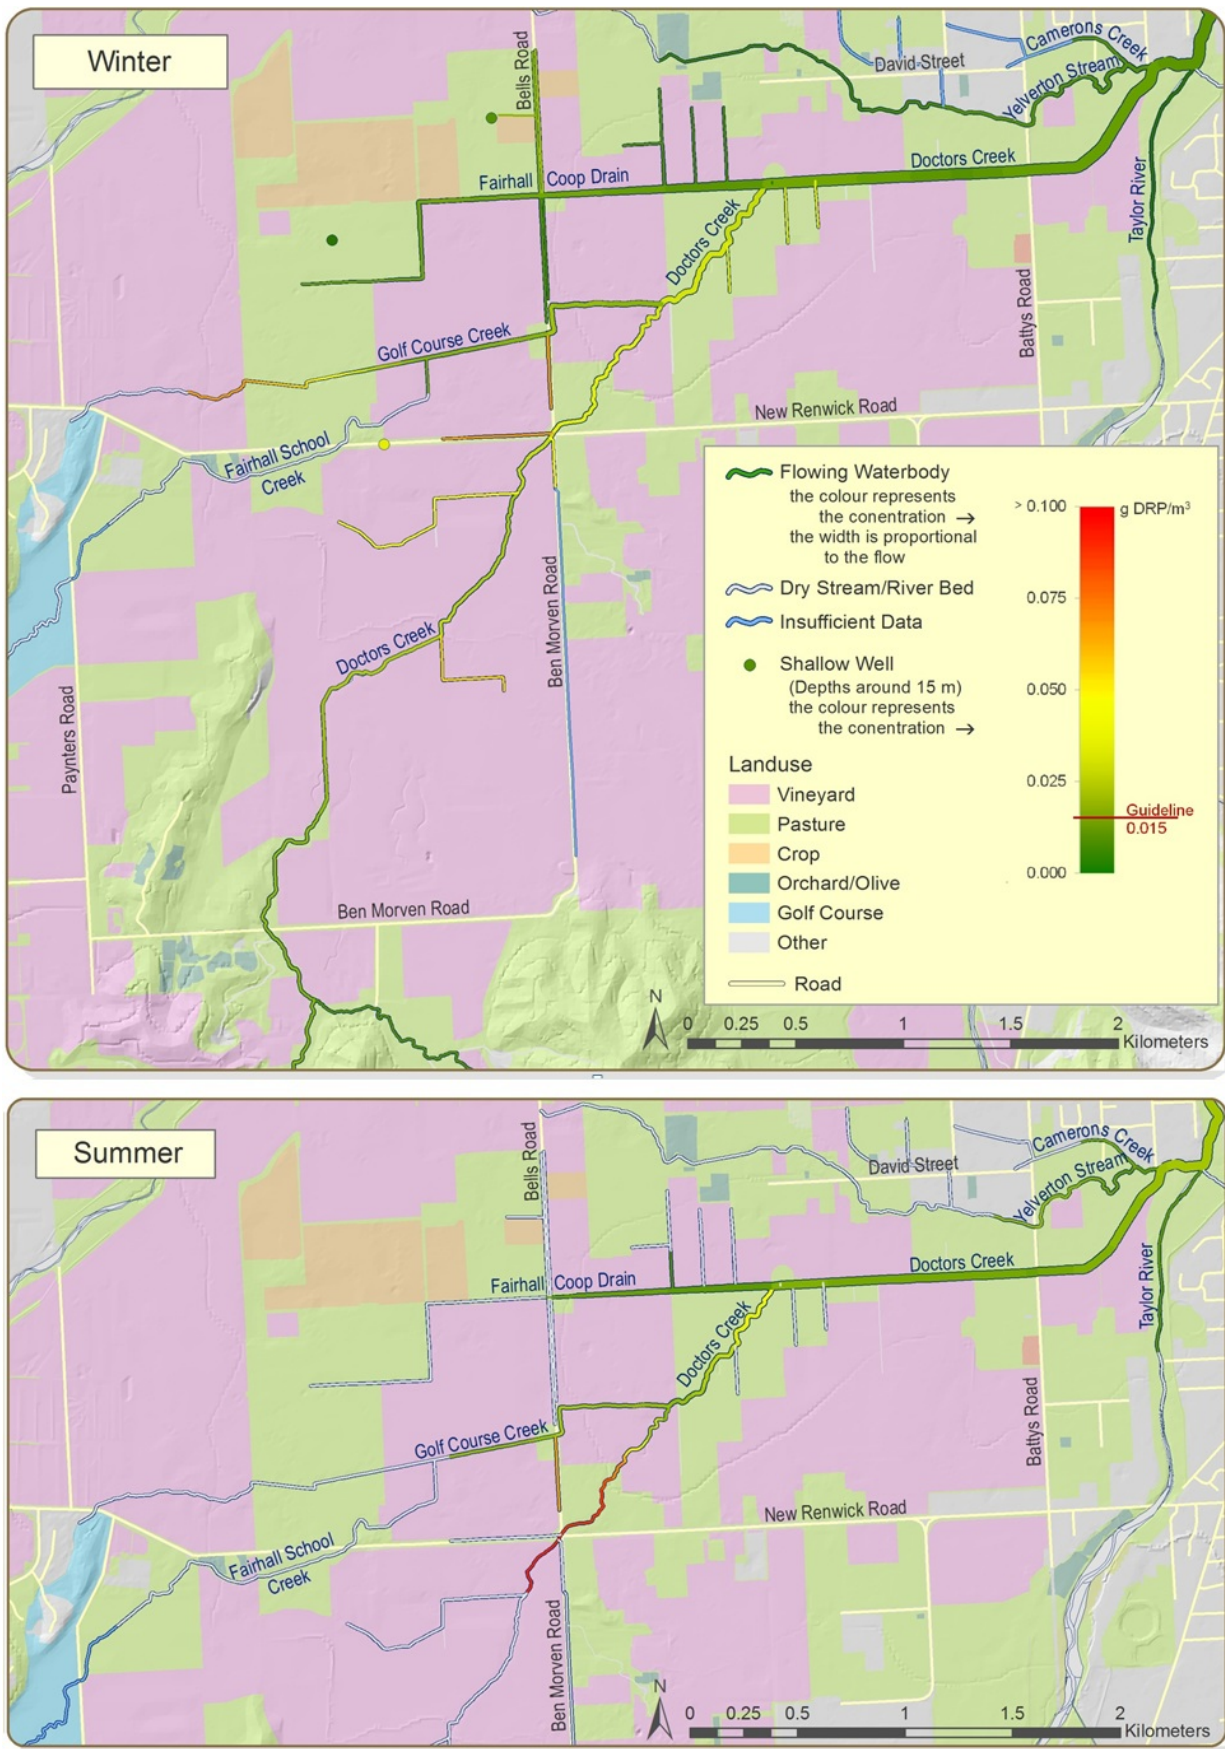 Winter
Bells Road
David Street
Camerons Creek
Yelverton Stream
Doctors Creek
Fairhall Coop Drain
Taylor River
Doctors Creek
Battys Road
Golf Course Creek
New Renwick Road
Fairhall School
Creek
Doctors Creek
Ben Morven Road
Paynters Road
Ben Morven Road
Flowing Waterbody
the colour represents
the conentration →
the width is proportional
to the flow
Dry Stream/River Bed
Insufficient Data
Shallow Well
(Depths around 15 m)
the colour represents
the conentration →
> 0.100
g DRP/m³
0.075
0.050
0.025
Guideline
0.015
0.000
Landuse
Vineyard
Pasture
Crop
Orchard/Olive
Golf Course
Other
Road
N
0 0.25 0.5 1 1.5 2
Kilometers
Summer
Bells Road
David Street
Camerons Creek
Yelverton Stream
Doctors Creek
Fairhall Coop Drain
Taylor River
Doctors Creek
Battys Road
Golf Course Creek
New Renwick Road
Fairhall School
Creek
Ben Morven Road
N
0 0.25 0.5 1 1.5 2
Kilometers